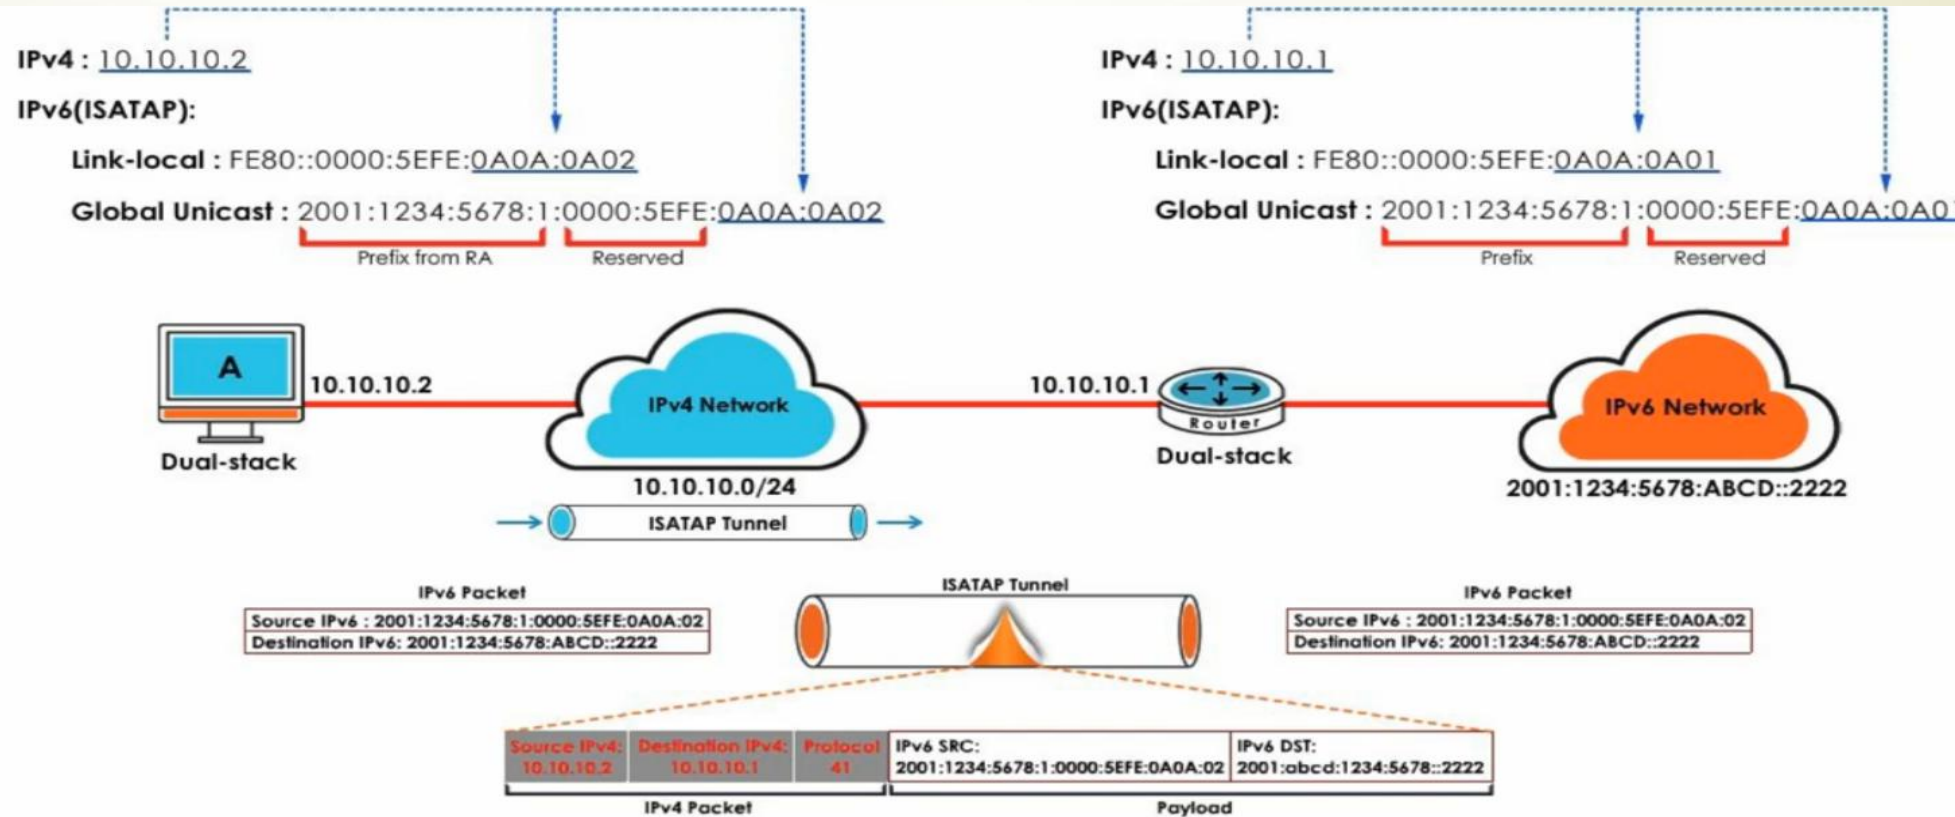 IPv4 : 10.10.10.2
IPv6(ISATAP):
Link-local : FE80::0000:5EFE:0A0A:0A02
Global Unicast : 2001:1234:5678:1:0000:5EFE:0A0A:0A02
Prefix from RA
Reserved
IPv4 : 10.10.10.1
IPv6(ISATAP):
Link-local : FE80::0000:5EFE:0A0A:0A01
Global Unicast : 2001:1234:5678:1:0000:5EFE:0A0A:0A01
Prefix
Reserved
A
10.10.10.2
Dual-stack
IPv4 Network
10.10.10.0/24
ISATAP Tunnel
10.10.10.1
Router
Dual-stack
IPv6 Network
2001:1234:5678:ABCD::2222
IPv6 Packet
Source IPv6 : 2001:1234:5678:1:0000:5EFE:0A0A:02
Destination IPv6: 2001:1234:5678:ABCD::2222
ISATAP Tunnel
IPv6 Packet
Source IPv6 : 2001:1234:5678:1:0000:5EFE:0A0A:02
Destination IPv6: 2001:1234:5678:ABCD::2222
Source IPv4:
10.10.10.2
Destination IPv4:
10.10.10.1
Protocol
41
IPv6 SRC:
2001:1234:5678:1:0000:5EFE:0A0A:02
IPv6 DST:
2001:abcd:1234:5678::2222
IPv4 Packet
Payload